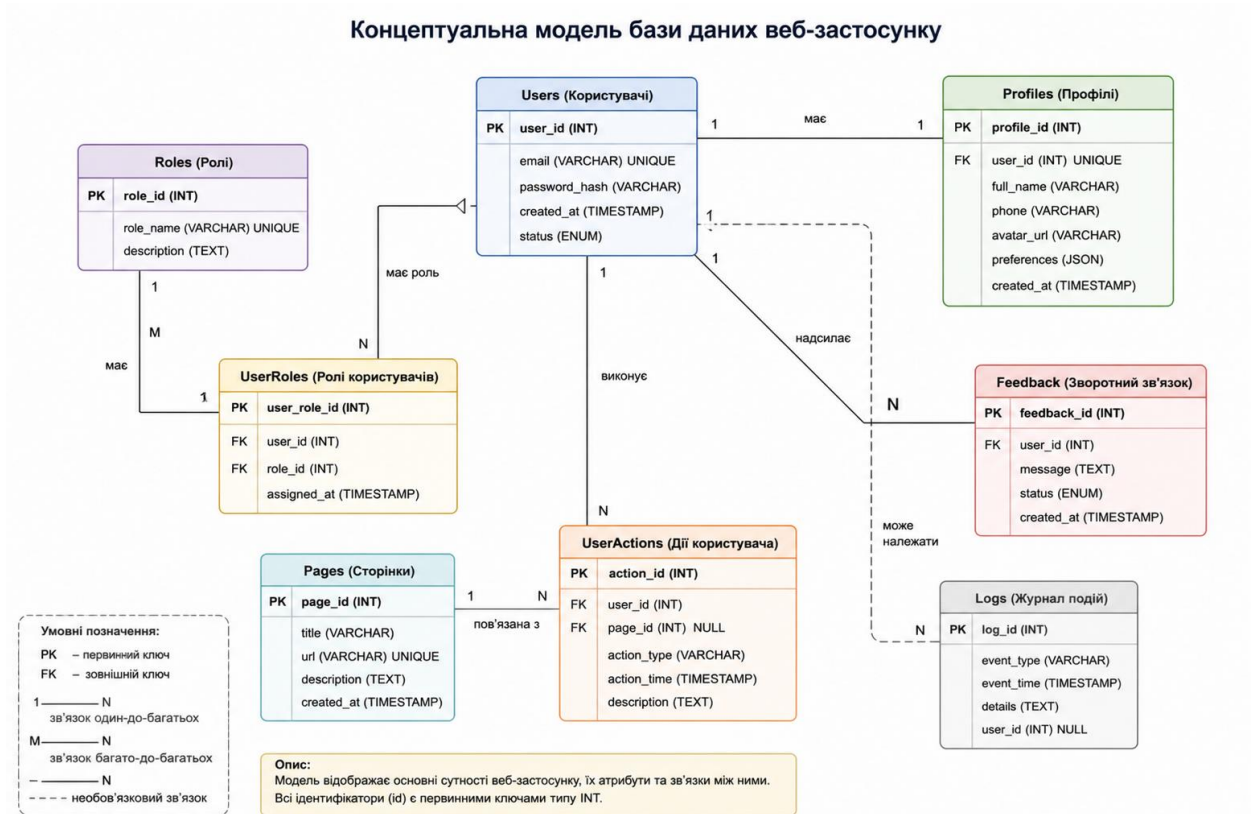 Концептуальна модель бази даних веб-застосунку
Users (Користувачі)
PK user_id (INT)
email (VARCHAR) UNIQUE
password_hash (VARCHAR)
created_at (TIMESTAMP)
status (ENUM)
1
має
1
Profiles (Профілі)
PK profile_id (INT)
FK user_id (INT) UNIQUE
full_name (VARCHAR)
phone (VARCHAR)
avatar_url (VARCHAR)
preferences (JSON)
created_at (TIMESTAMP)
Roles (Ролі)
PK role_id (INT)
role_name (VARCHAR) UNIQUE
description (TEXT)
1
M
має
1
має роль
N
UserRoles (Ролі користувачів)
PK user_role_id (INT)
FK user_id (INT)
FK role_id (INT)
assigned_at (TIMESTAMP)
1
виконує
N
1
1
надсилає
N
Feedback (Зворотний зв'язок)
PK feedback_id (INT)
FK user_id (INT)
message (TEXT)
status (ENUM)
created_at (TIMESTAMP)
може
належати
N
Logs (Журнал подій)
PK log_id (INT)
event_type (VARCHAR)
event_time (TIMESTAMP)
details (TEXT)
user_id (INT) NULL
UserActions (Дії користувача)
PK action_id (INT)
FK user_id (INT)
FK page_id (INT) NULL
action_type (VARCHAR)
action_time (TIMESTAMP)
description (TEXT)
1
N
пов'язана з
Pages (Сторінки)
PK page_id (INT)
title (VARCHAR)
url (VARCHAR) UNIQUE
description (TEXT)
created_at (TIMESTAMP)
Умовні позначення:
PK – первинний ключ
FK – зовнішній ключ
1 N
зв'язок один-до-багатьох
M N
зв'язок багато-до-багатьох
N
необов'язковий зв'язок
Опис:
Модель відображає основні сутності веб-застосунку, їх атрибути та зв'язки між ними.
Всі ідентифікатори (id) є первинними ключами типу INT.